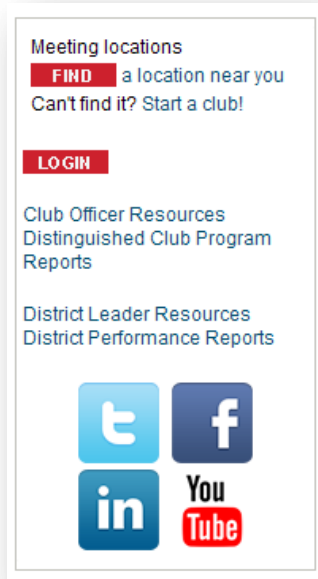 Meeting locations
FIND a location near you
Can't find it? Start a club!
LOGIN
Club Officer Resources
Distinguished Club Program
Reports
District Leader Resources
District Performance Reports
t f
in You
Tube